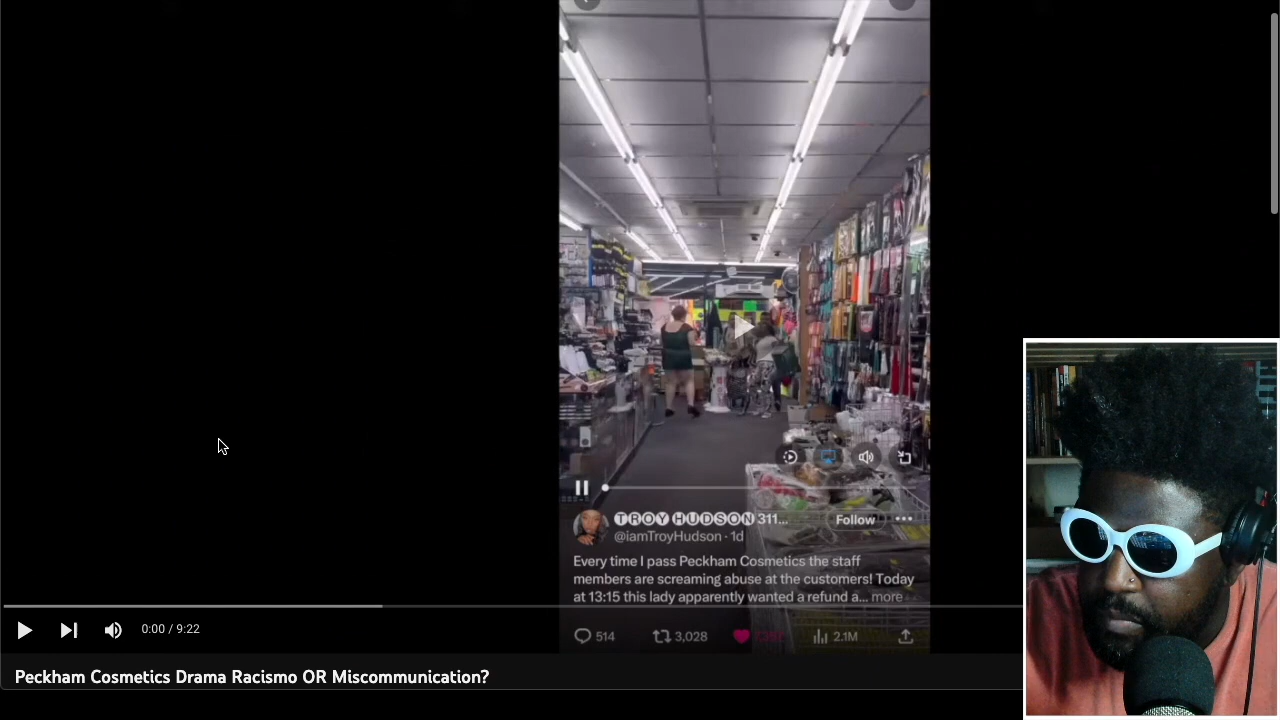 🅣🅡🅞🅨 🅗🅤🅓🅢🅞🅝 311...
Follow
@iamTroyHudson · 1d
Every time I pass Peckham Cosmetics the staff
members are screaming abuse at the customers! Today
at 13:15 this lady apparently wanted a refund a... more
514
3,028
2.1M
0:00 / 9:22
Peckham Cosmetics Drama Racismo OR Miscommunication?